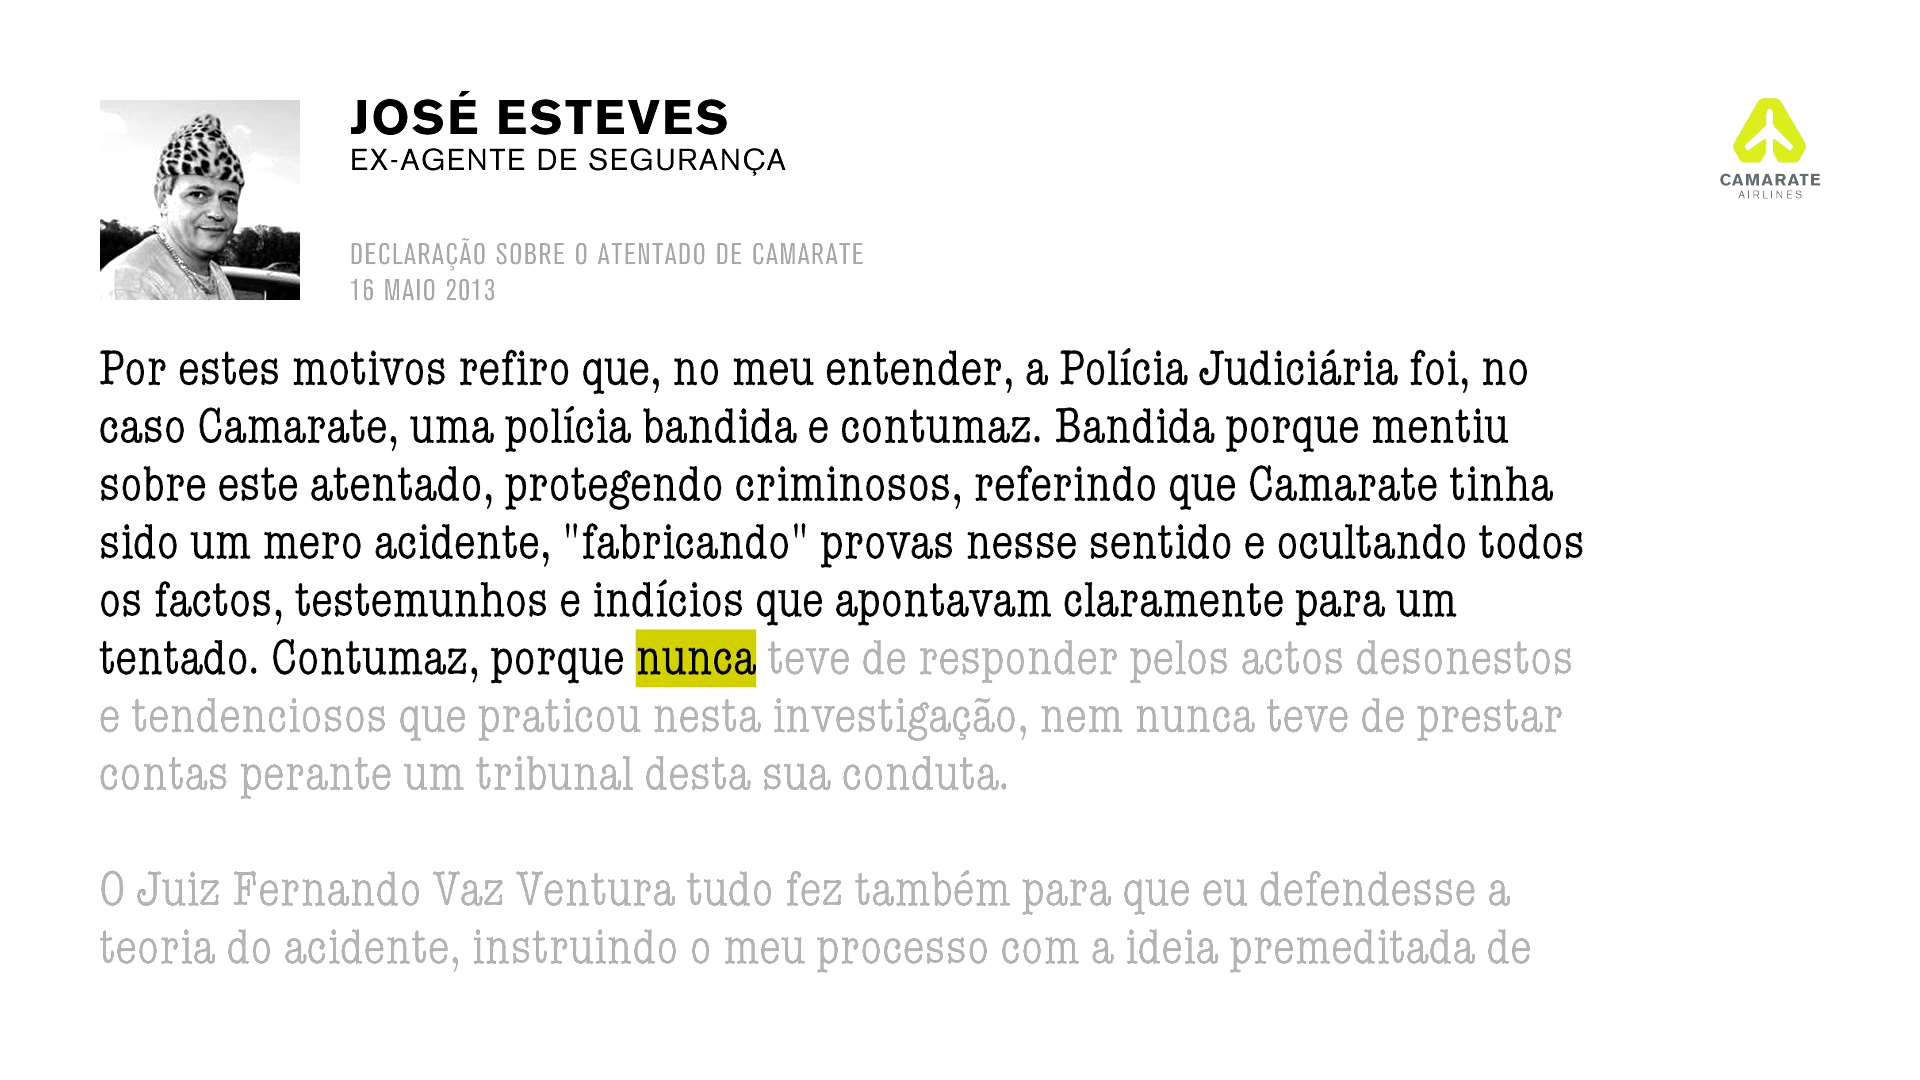 JOSÉ ESTEVES
EX-AGENTE DE SEGURANÇA
CAMARATE
AIRLINES
DECLARAÇÃO SOBRE O ATENTADO DE CAMARATE
16 MAIO 2013
Por estes motivos refiro que, no meu entender, a Polícia Judiciária foi, no
caso Camarate, uma polícia bandida e contumaz. Bandida porque mentiu
sobre este atentado, protegendo criminosos, referindo que Camarate tinha
sido um mero acidente, "fabricando" provas nesse sentido e ocultando todos
os factos, testemunhos e indícios que apontavam claramente para um
tentado. Contumaz, porque nunca teve de responder pelos actos desonestos
e tendenciosos que praticou nesta investigação, nem nunca teve de prestar
contas perante um tribunal desta sua conduta.
O Juiz Fernando Vaz Ventura tudo fez também para que eu defendesse a
teoria do acidente, instruindo o meu processo com a ideia premeditada de